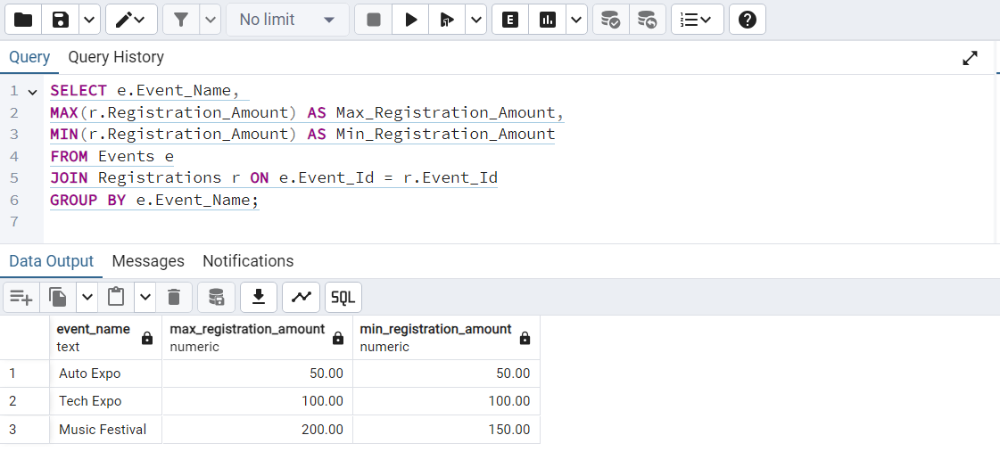 No limit
E
SQL
Query Query History
1 SELECT e.Event_Name,
2 MAX(r.Registration_Amount) AS Max_Registration_Amount,
3 MIN(r.Registration_Amount) AS Min_Registration_Amount
4 FROM Events e
5 JOIN Registrations r ON e.Event_Id = r.Event_Id
6 GROUP BY e.Event_Name;
7
Data Output Messages Notifications
SQL
event_name max_registration_amount min_registration_amount
text numeric numeric
1 Auto Expo 50.00 50.00
2 Tech Expo 100.00 100.00
3 Music Festival 200.00 150.00